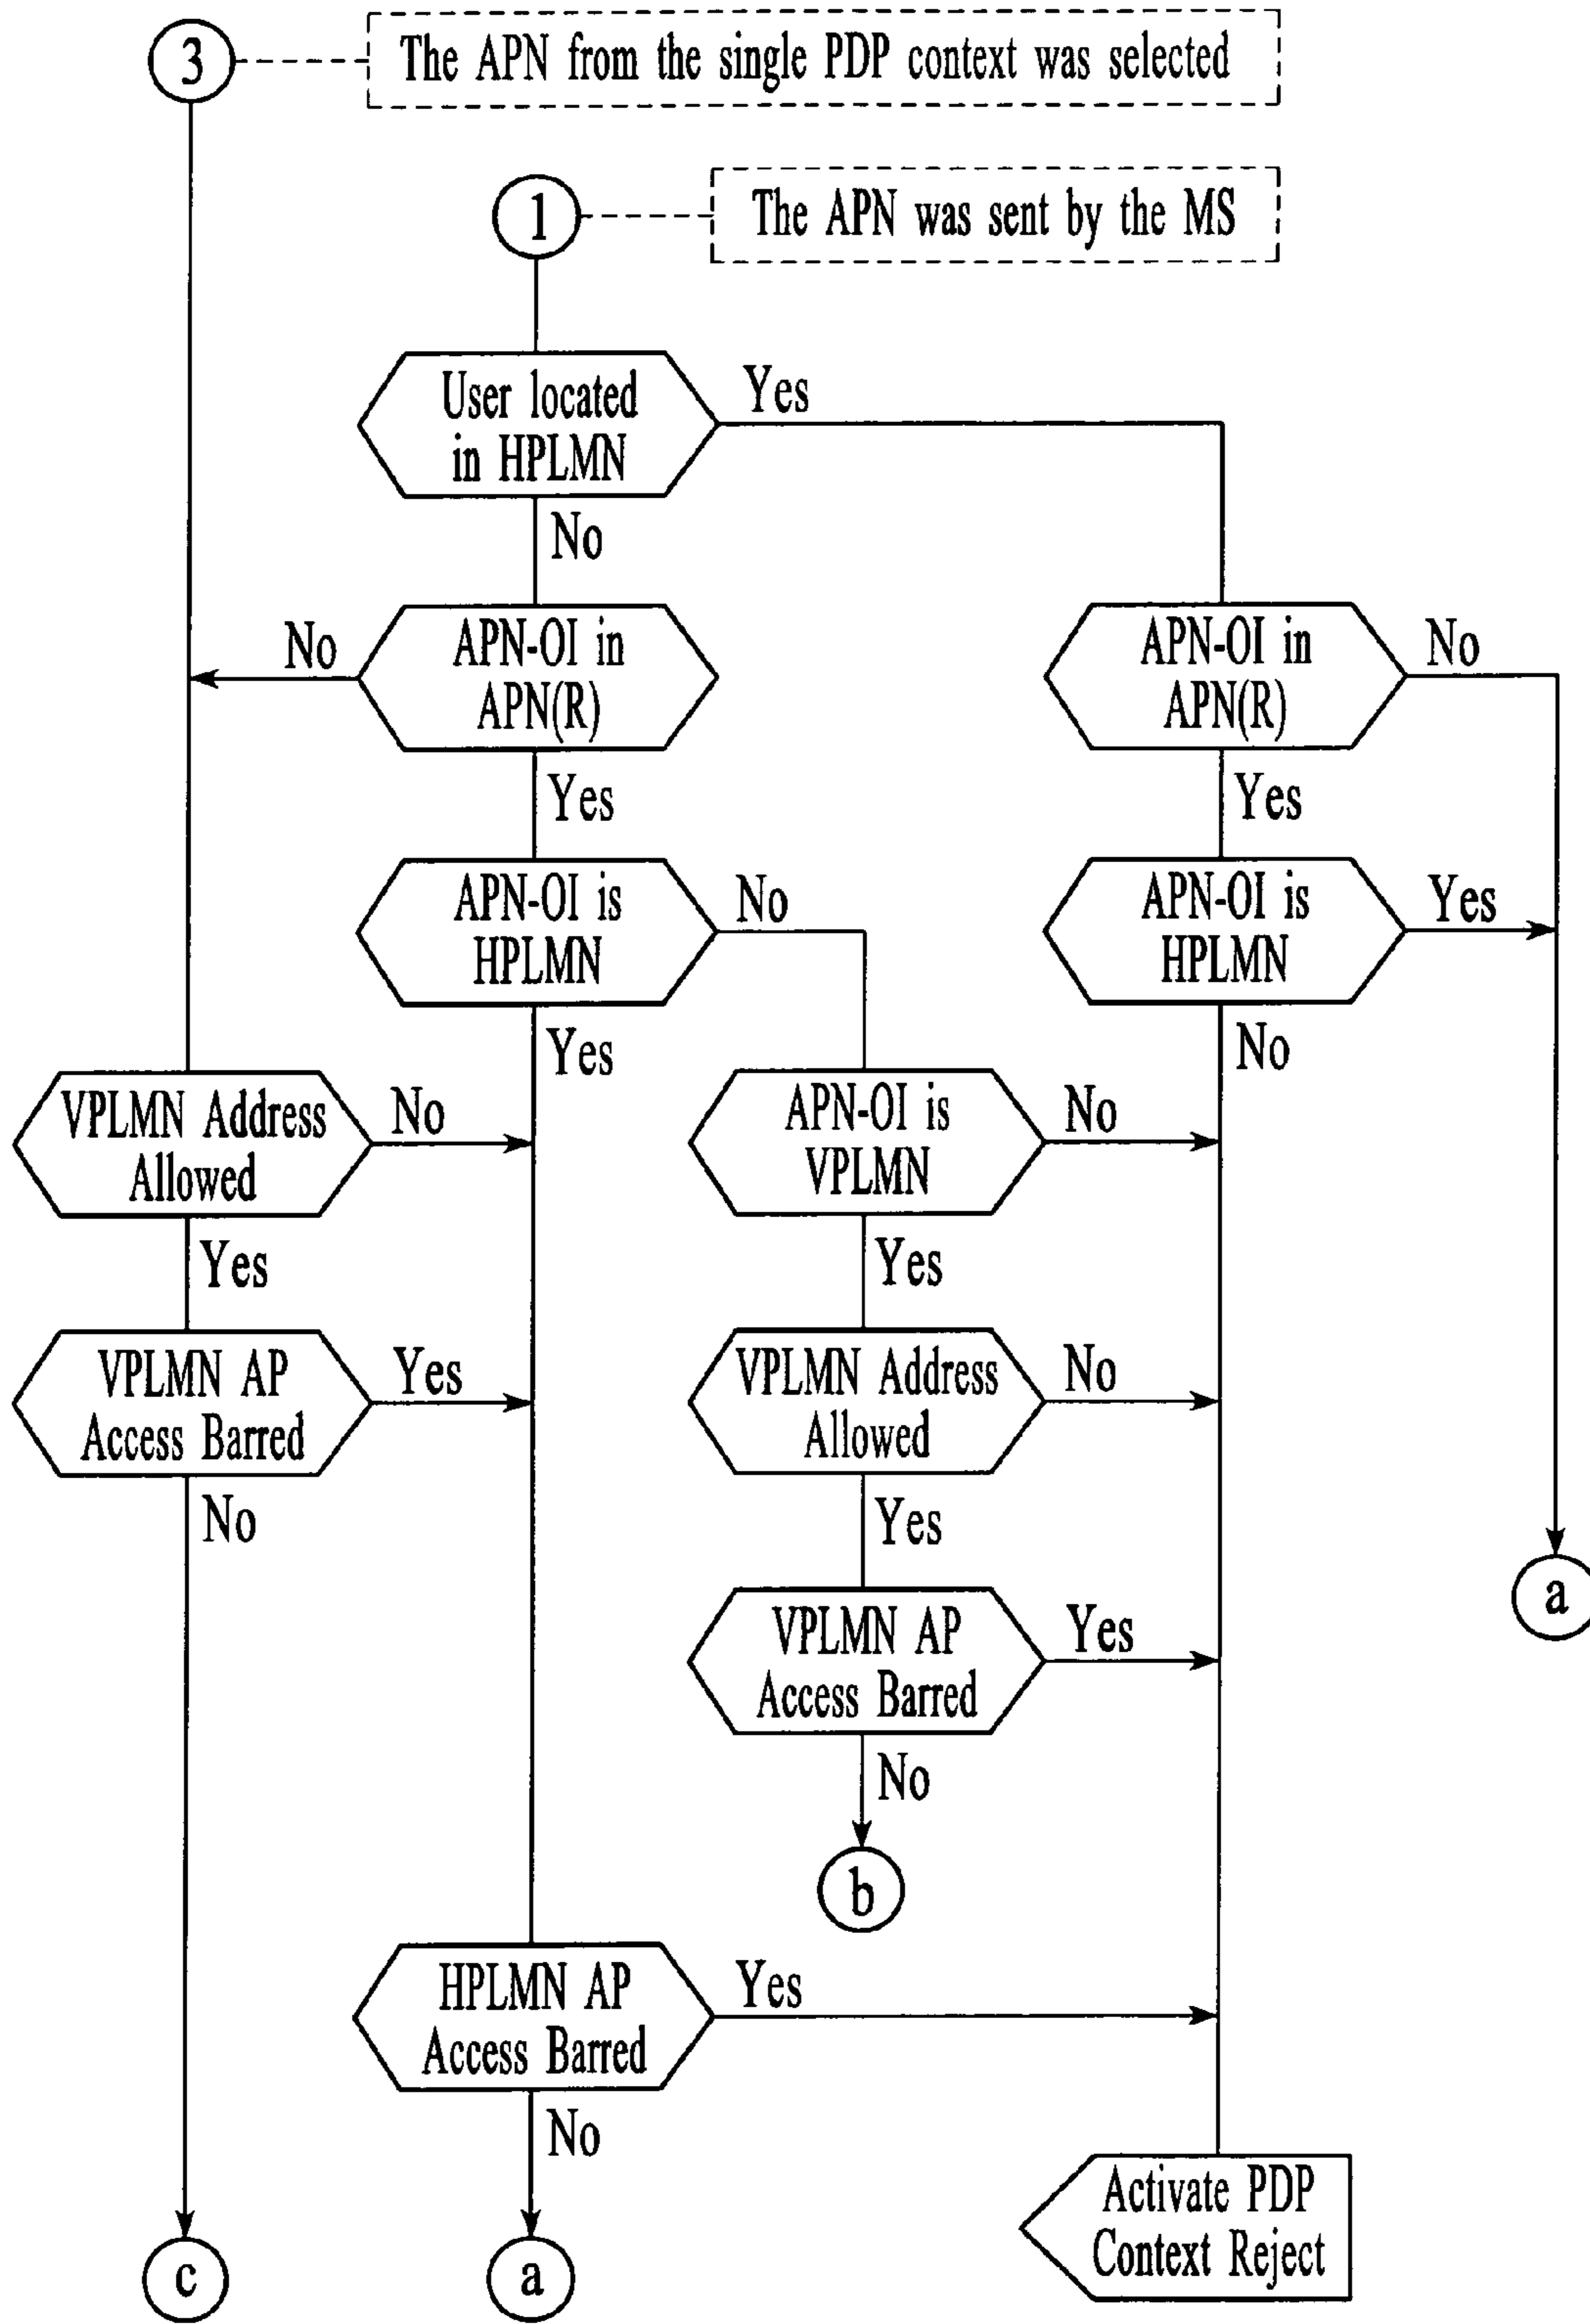 3
The APN from the single PDP context was selected
1
The APN was sent by the MS
User located
in HPLMN
Yes
No
No
APN-OI in
APN(R)
Yes
APN-OI in
APN(R)
No
Yes
APN-OI is
HPLMN
No
Yes
APN-OI is
HPLMN
Yes
No
VPLMN Address
Allowed
No
Yes
APN-OI is
VPLMN
No
Yes
VPLMN AP
Access Barred
Yes
No
VPLMN Address
Allowed
No
Yes
VPLMN AP
Access Barred
Yes
No
a
b
HPLMN AP
Access Barred
Yes
No
Activate PDP
Context Reject
c
a